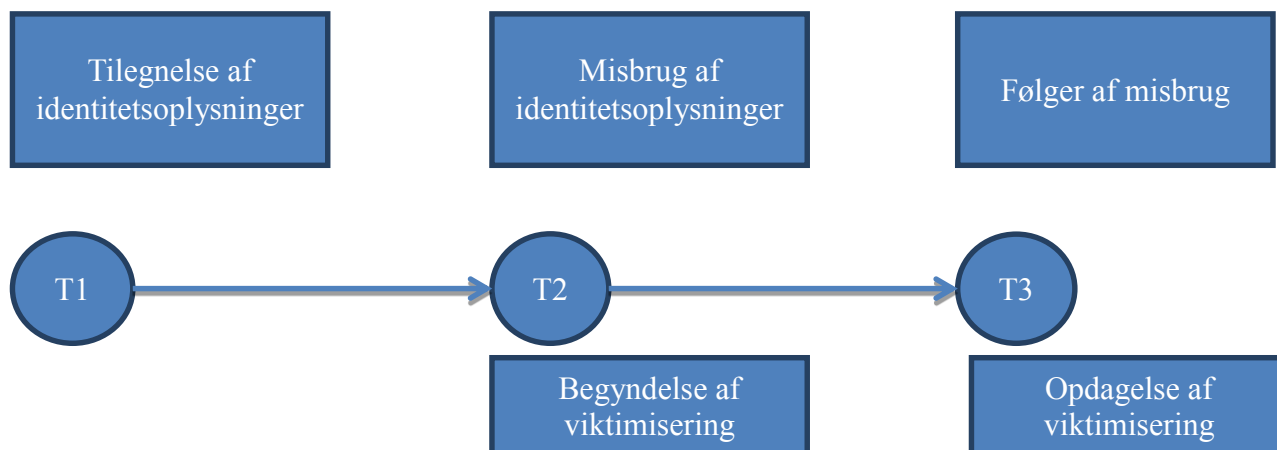 Tilegnelse af
identitetsoplysninger
Misbrug af
identitetsoplysninger
Følger af misbrug
T1
T2
T3
Begyndelse af
viktimisering
Opdagelse af
viktimisering